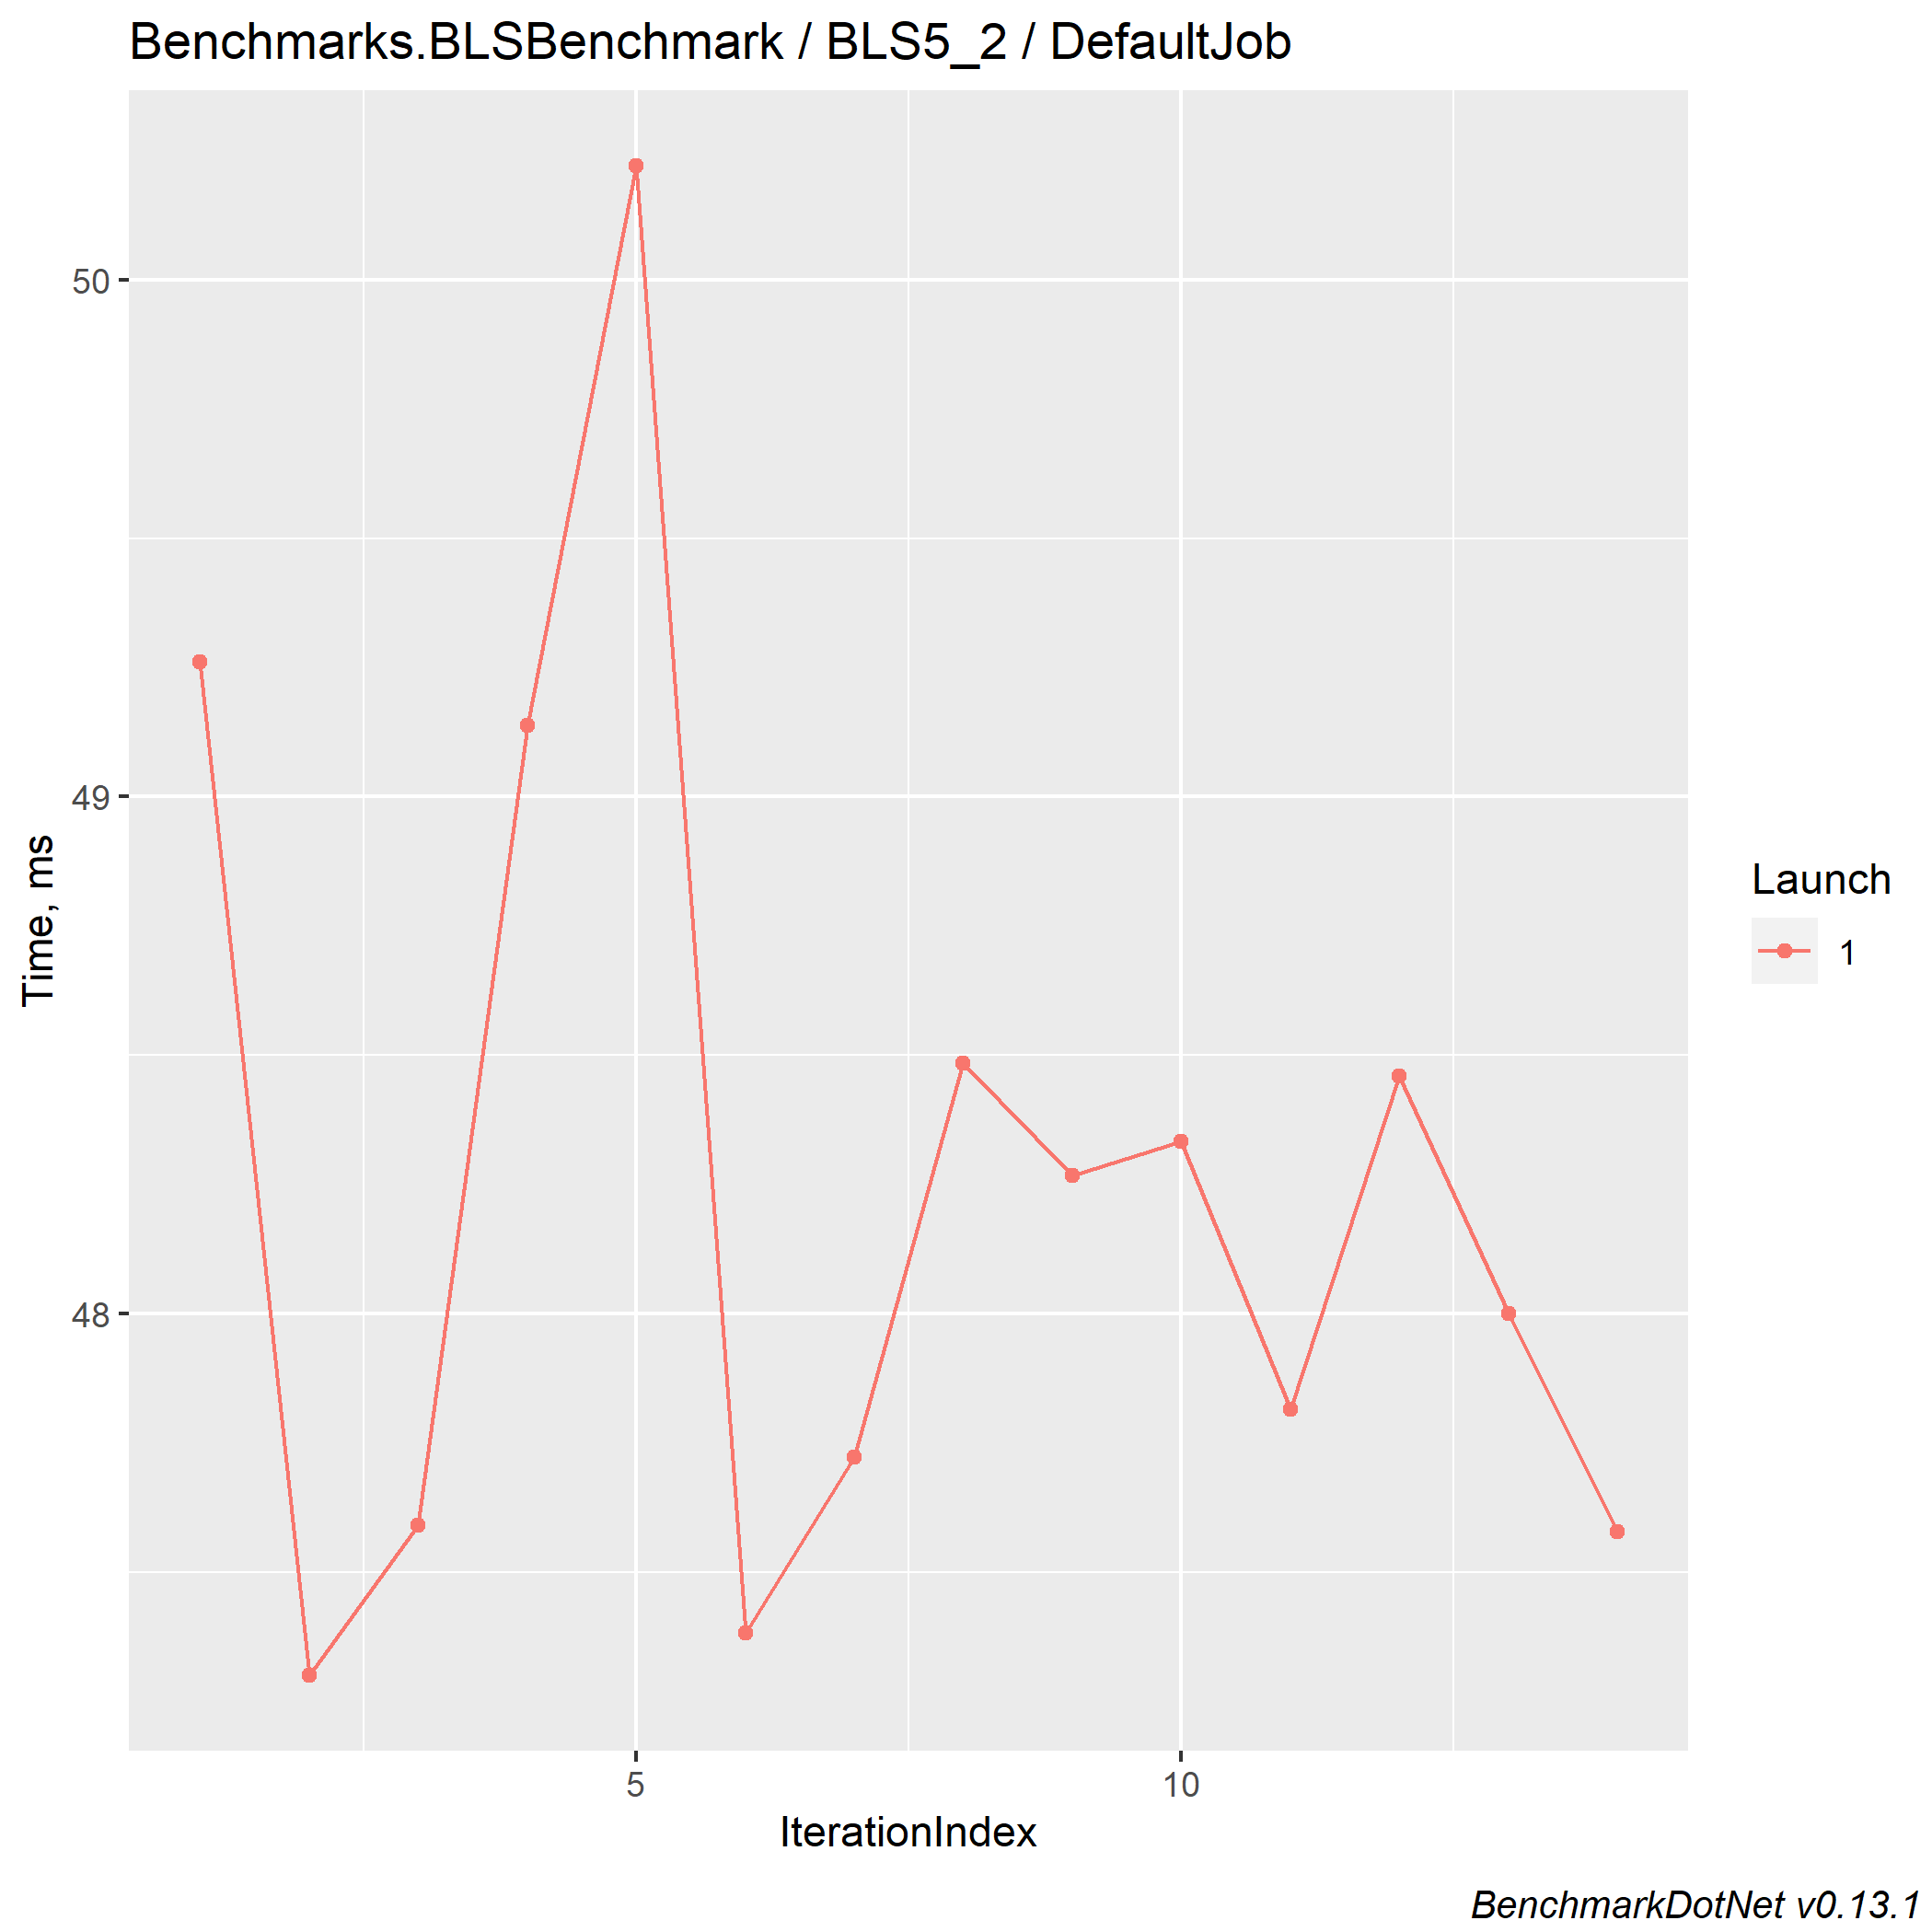 Benchmarks.BLSBenchmark / BLS5_2 / DefaultJob
50
49
48
Time, ms
5
10
IterationIndex
Launch
1
BenchmarkDotNet v0.13.1